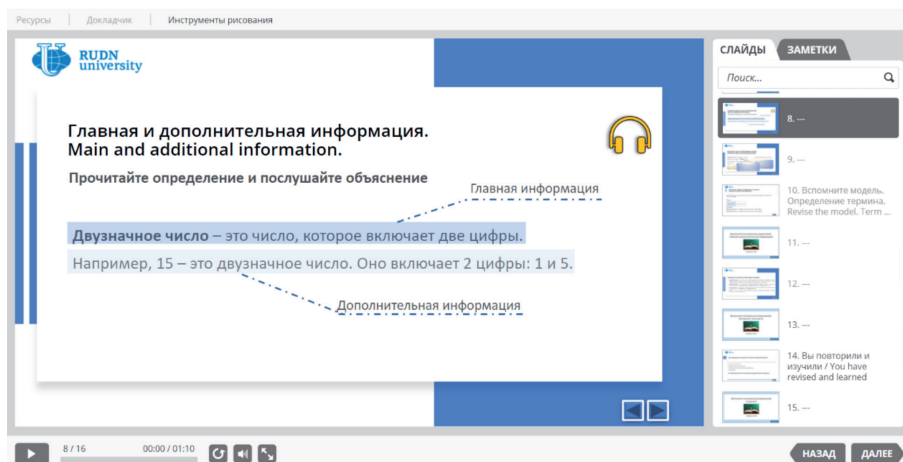 Ресурсы
Докладчик
Инструменты рисования
RUDN
university
Главная и дополнительная информация.
Main and additional information.
Прочитайте определение и послушайте объяснение
Главная информация
Двузначное число – это число, которое включает две цифры.
Например, 15 – это двузначное число. Оно включает 2 цифры: 1 и 5.
Дополнительная информация
СЛАЙДЫ
ЗАМЕТКИ
Поиск...
8. ---
9. ---
10. Вспомните модель.
Определение термина.
Revise the model. Term ...
11. ---
12. ---
13. ---
14. Вы повторили и
изучили / You have
revised and learned
15. ---
8 / 16
00:00 / 01:10
НАЗАД
ДАЛЕЕ